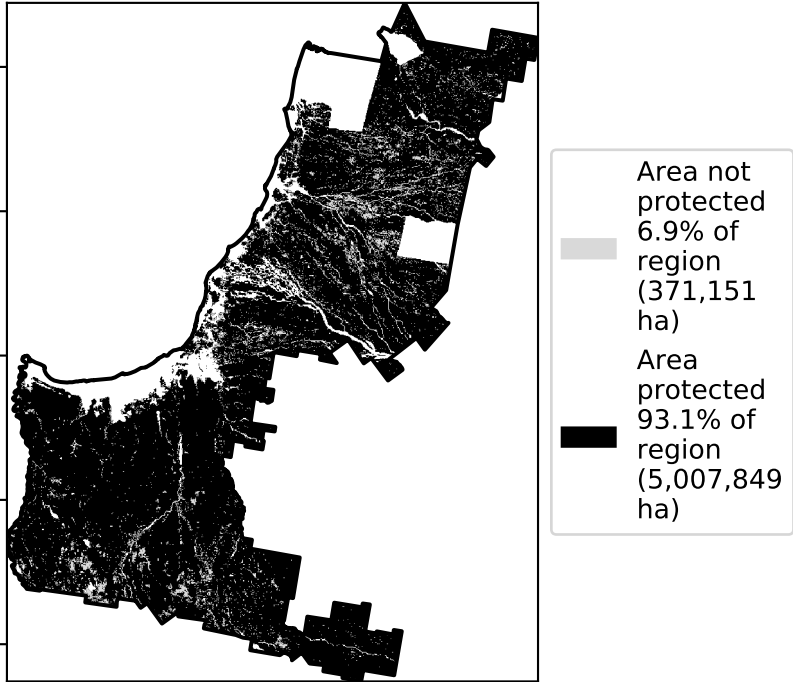 Area not
protected
6.9% of
region
(371,151
ha)
Area
protected
93.1% of
region
(5,007,849
ha)